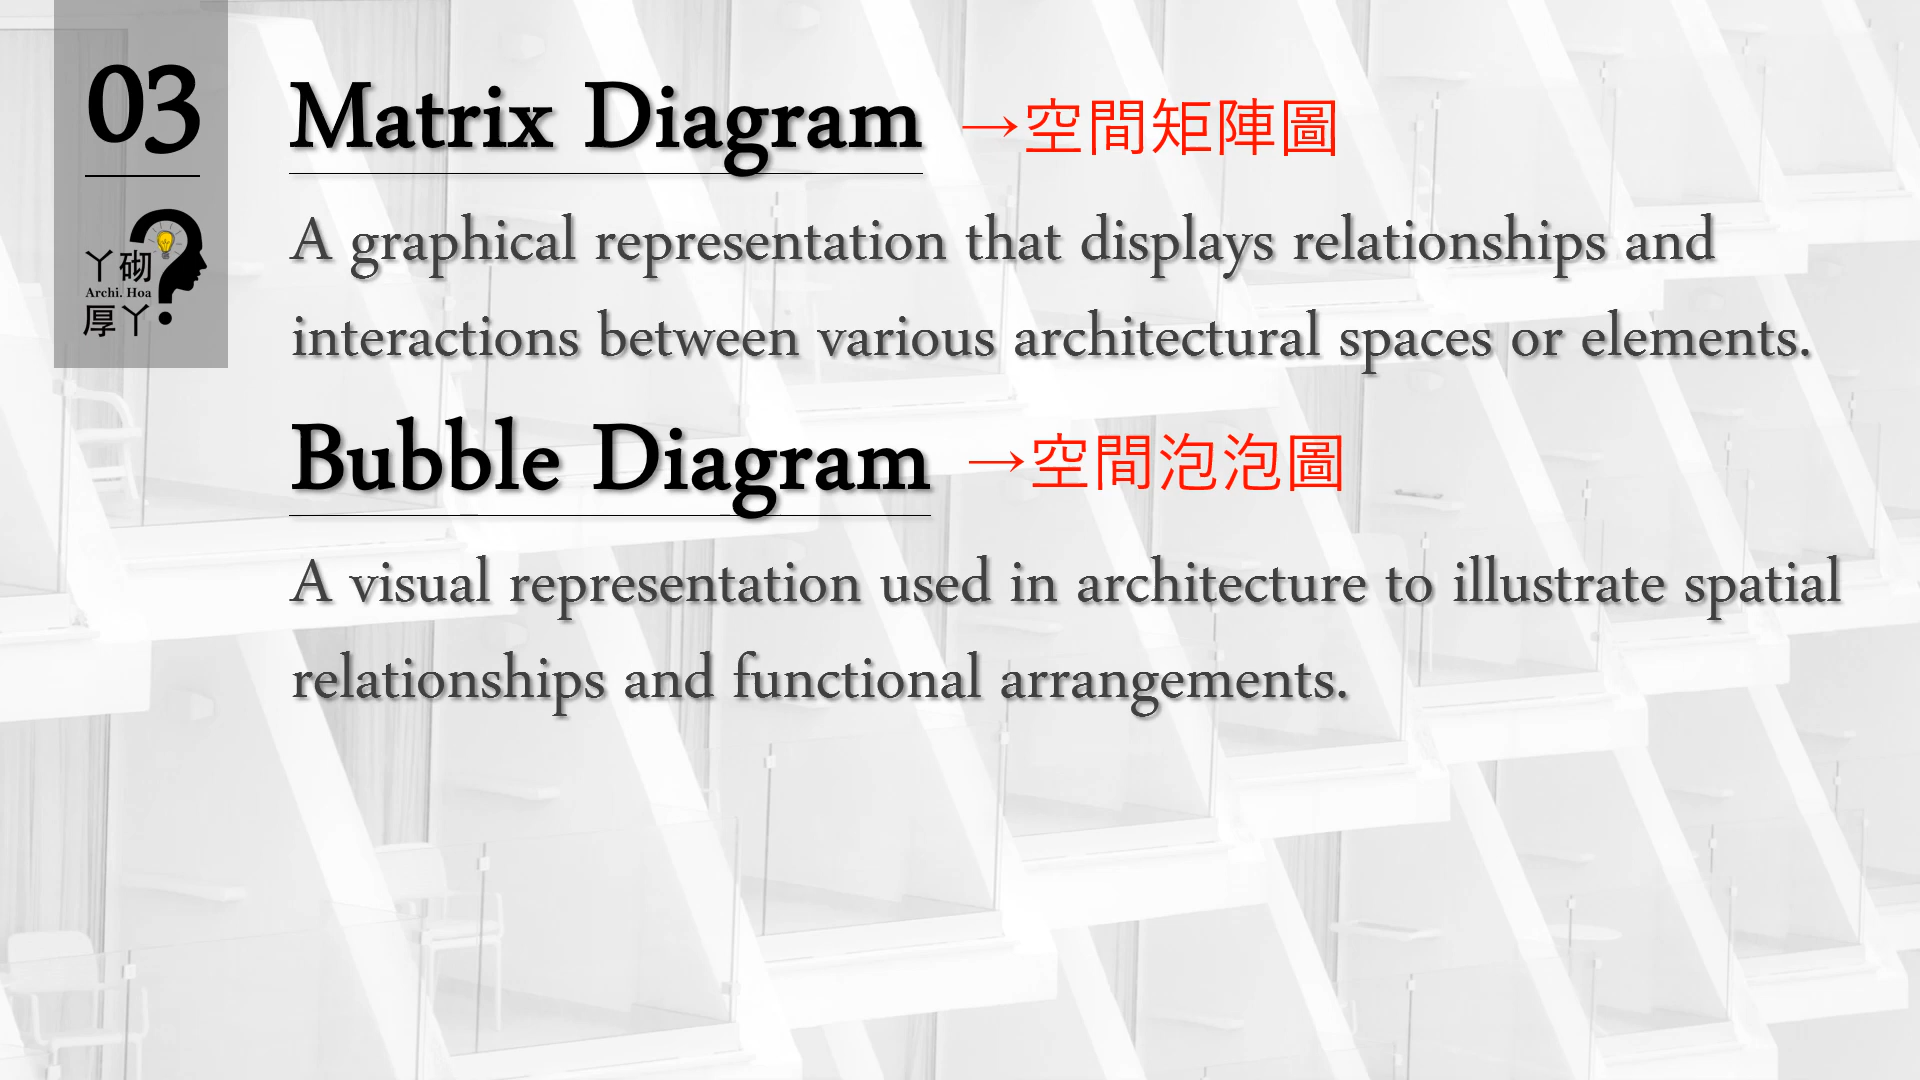 03
丫砌
Archi. Hoa
厚丫
Matrix Diagram →空間矩陣圖
A graphical representation that displays relationships and
interactions between various architectural spaces or elements.
Bubble Diagram →空間泡泡圖
A visual representation used in architecture to illustrate spatial
relationships and functional arrangements.